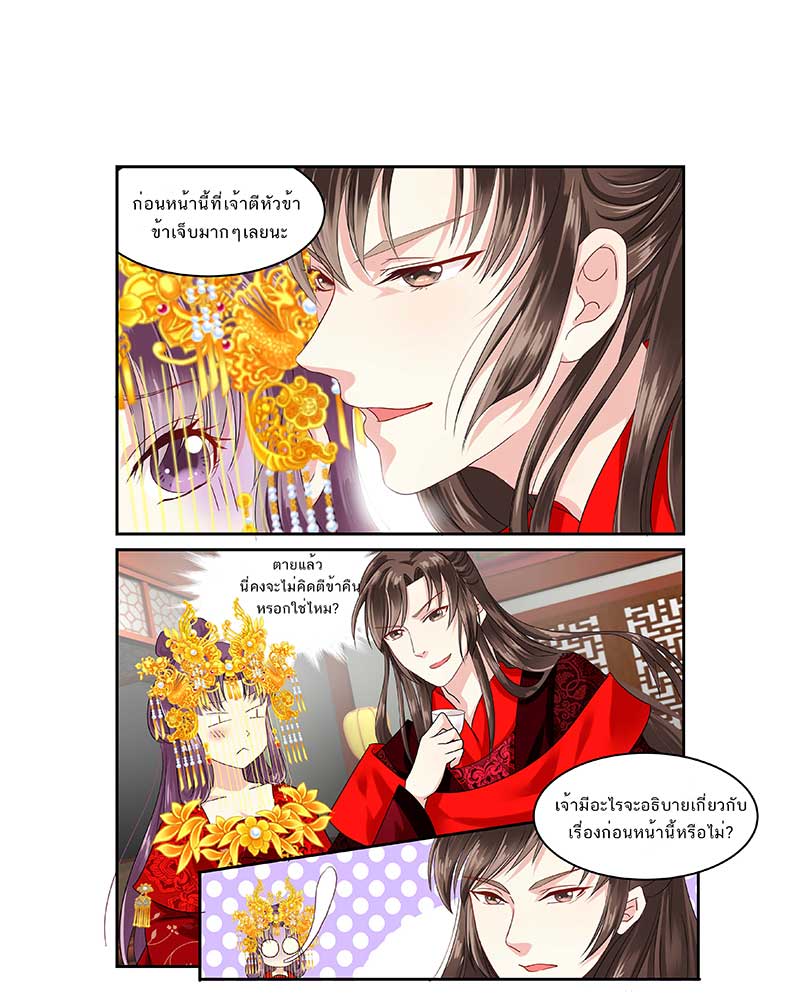 ก่อนหน้านี้ที่เจ้าตีหัวข้า
ข้าเจ็บมากๆเลยนะ
ตายแล้ว
นี่คงจะไม่คิดตีข้าคืน
หรอกใช่ไหม?
เจ้ามีอะไรจะอธิบายเกี่ยวกับ
เรื่องก่อนหน้านี้หรือไม่?